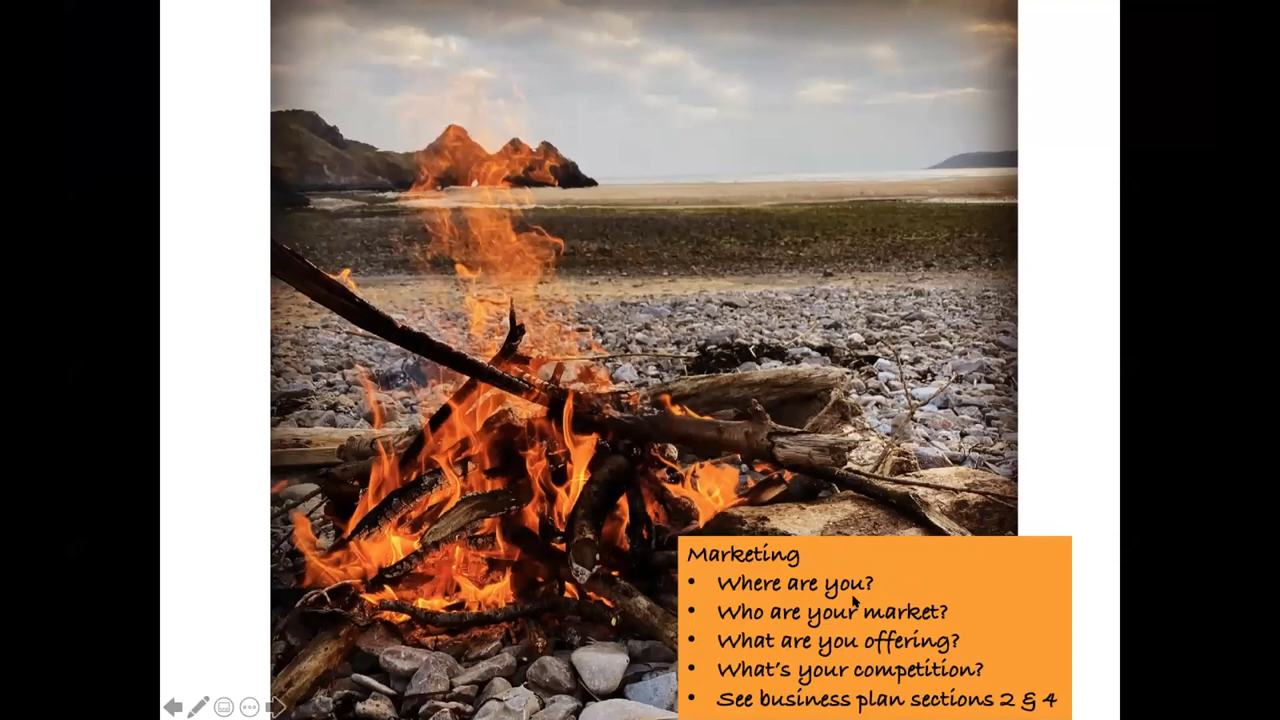 Marketing
• Where are you?
• Who are your market?
• What are you offering?
• What's your competition?
• See business plan sections 2 & 4